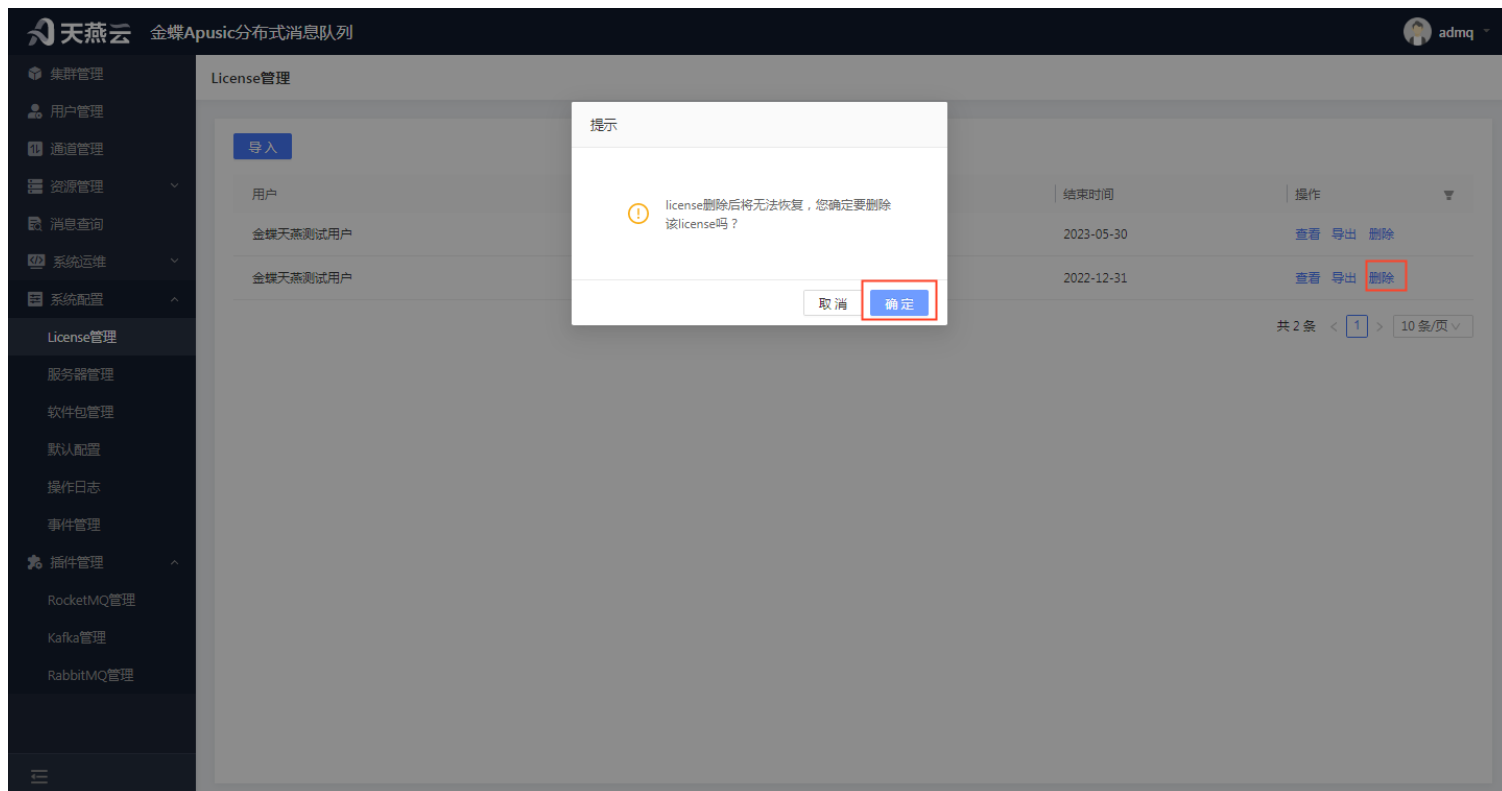 天燕云 金蝶Apusic分布式消息队列
admq
集群管理
用户管理
通道管理
资源管理
消息查询
系统运维
系统配置
License管理
服务器管理
软件包管理
默认配置
操作日志
事件管理
插件管理
RocketMQ管理
Kafka管理
RabbitMQ管理
License管理
导入
用户 结束时间 操作
金蝶天燕测试用户 2023-05-30 查看 导出 删除
金蝶天燕测试用户 2022-12-31 查看 导出 删除
共 2 条 < 1 > 10 条/页
提示
license删除后将无法恢复，您确定要删除
该license吗？
取 消 确 定